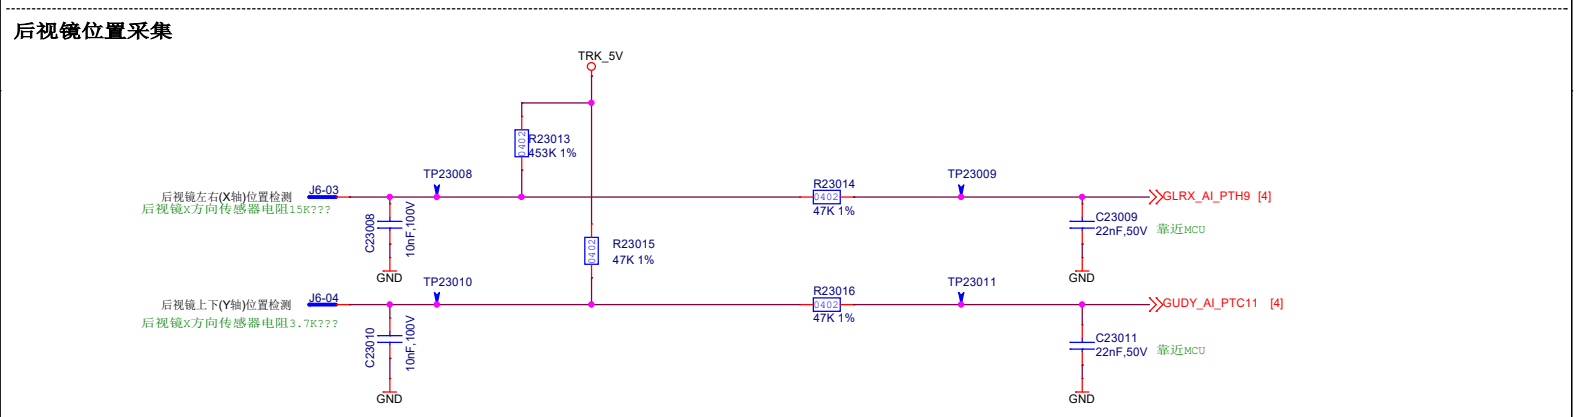 后视镜位置采集
TRK_5V
0402
R23013
453K 1%
TP23008
R23014
TP23009
后视镜左右(X轴)位置检测
J6-03
0402
GLRX_AI_PTH9 [4]
后视镜X方向传感器电阻15K???
47K 1%
C23008
10nF,100V
C23009
22nF,50V
靠近MCU
0402
R23015
47K 1%
GND
GND
TP23010
R23016
TP23011
后视镜上下(Y轴)位置检测
J6-04
0402
GUDY_AI_PTC11 [4]
后视镜X方向传感器电阻3.7K???
47K 1%
C23010
10nF,100V
C23011
22nF,50V
靠近MCU
GND
GND